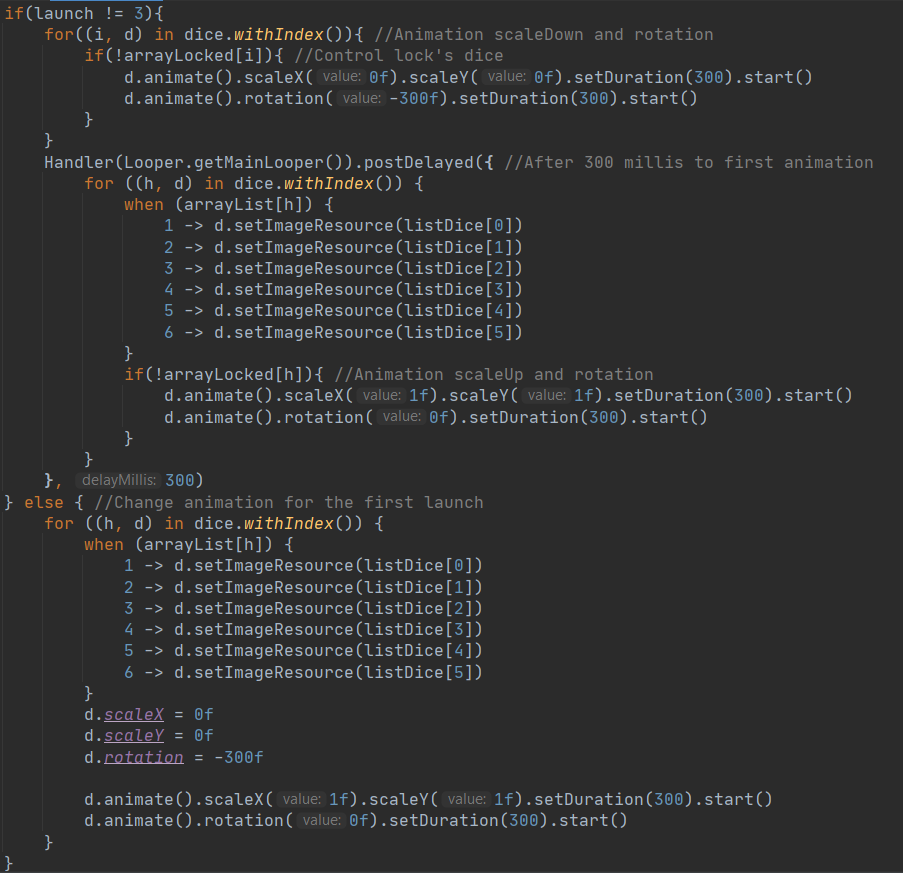 if(launch != 3){
    for((i, d) in dice.withIndex()){ //Animation scaleDown and rotation
        if(!arrayLocked[i]){ //Control lock's dice
            d.animate().scaleX( value: 0f).scaleY( value: 0f).setDuration(300).start()
            d.animate().rotation( value: -300f).setDuration(300).start()
        }
    }
    Handler(Looper.getMainLooper()).postDelayed({ //After 300 millis to first animation
        for ((h, d) in dice.withIndex()) {
            when (arrayList[h]) {
                1 -> d.setImageResource(listDice[0])
                2 -> d.setImageResource(listDice[1])
                3 -> d.setImageResource(listDice[2])
                4 -> d.setImageResource(listDice[3])
                5 -> d.setImageResource(listDice[4])
                6 -> d.setImageResource(listDice[5])
            }
            if(!arrayLocked[h]){ //Animation scaleUp and rotation
                d.animate().scaleX( value: 1f).scaleY( value: 1f).setDuration(300).start()
                d.animate().rotation( value: 0f).setDuration(300).start()
            }
        }
    }, delayMillis: 300)
} else { //Change animation for the first launch
    for ((h, d) in dice.withIndex()) {
        when (arrayList[h]) {
            1 -> d.setImageResource(listDice[0])
            2 -> d.setImageResource(listDice[1])
            3 -> d.setImageResource(listDice[2])
            4 -> d.setImageResource(listDice[3])
            5 -> d.setImageResource(listDice[4])
            6 -> d.setImageResource(listDice[5])
        }
        d.scaleX = 0f
        d.scaleY = 0f
        d.rotation = -300f

        d.animate().scaleX( value: 1f).scaleY( value: 1f).setDuration(300).start()
        d.animate().rotation( value: 0f).setDuration(300).start()
    }
}